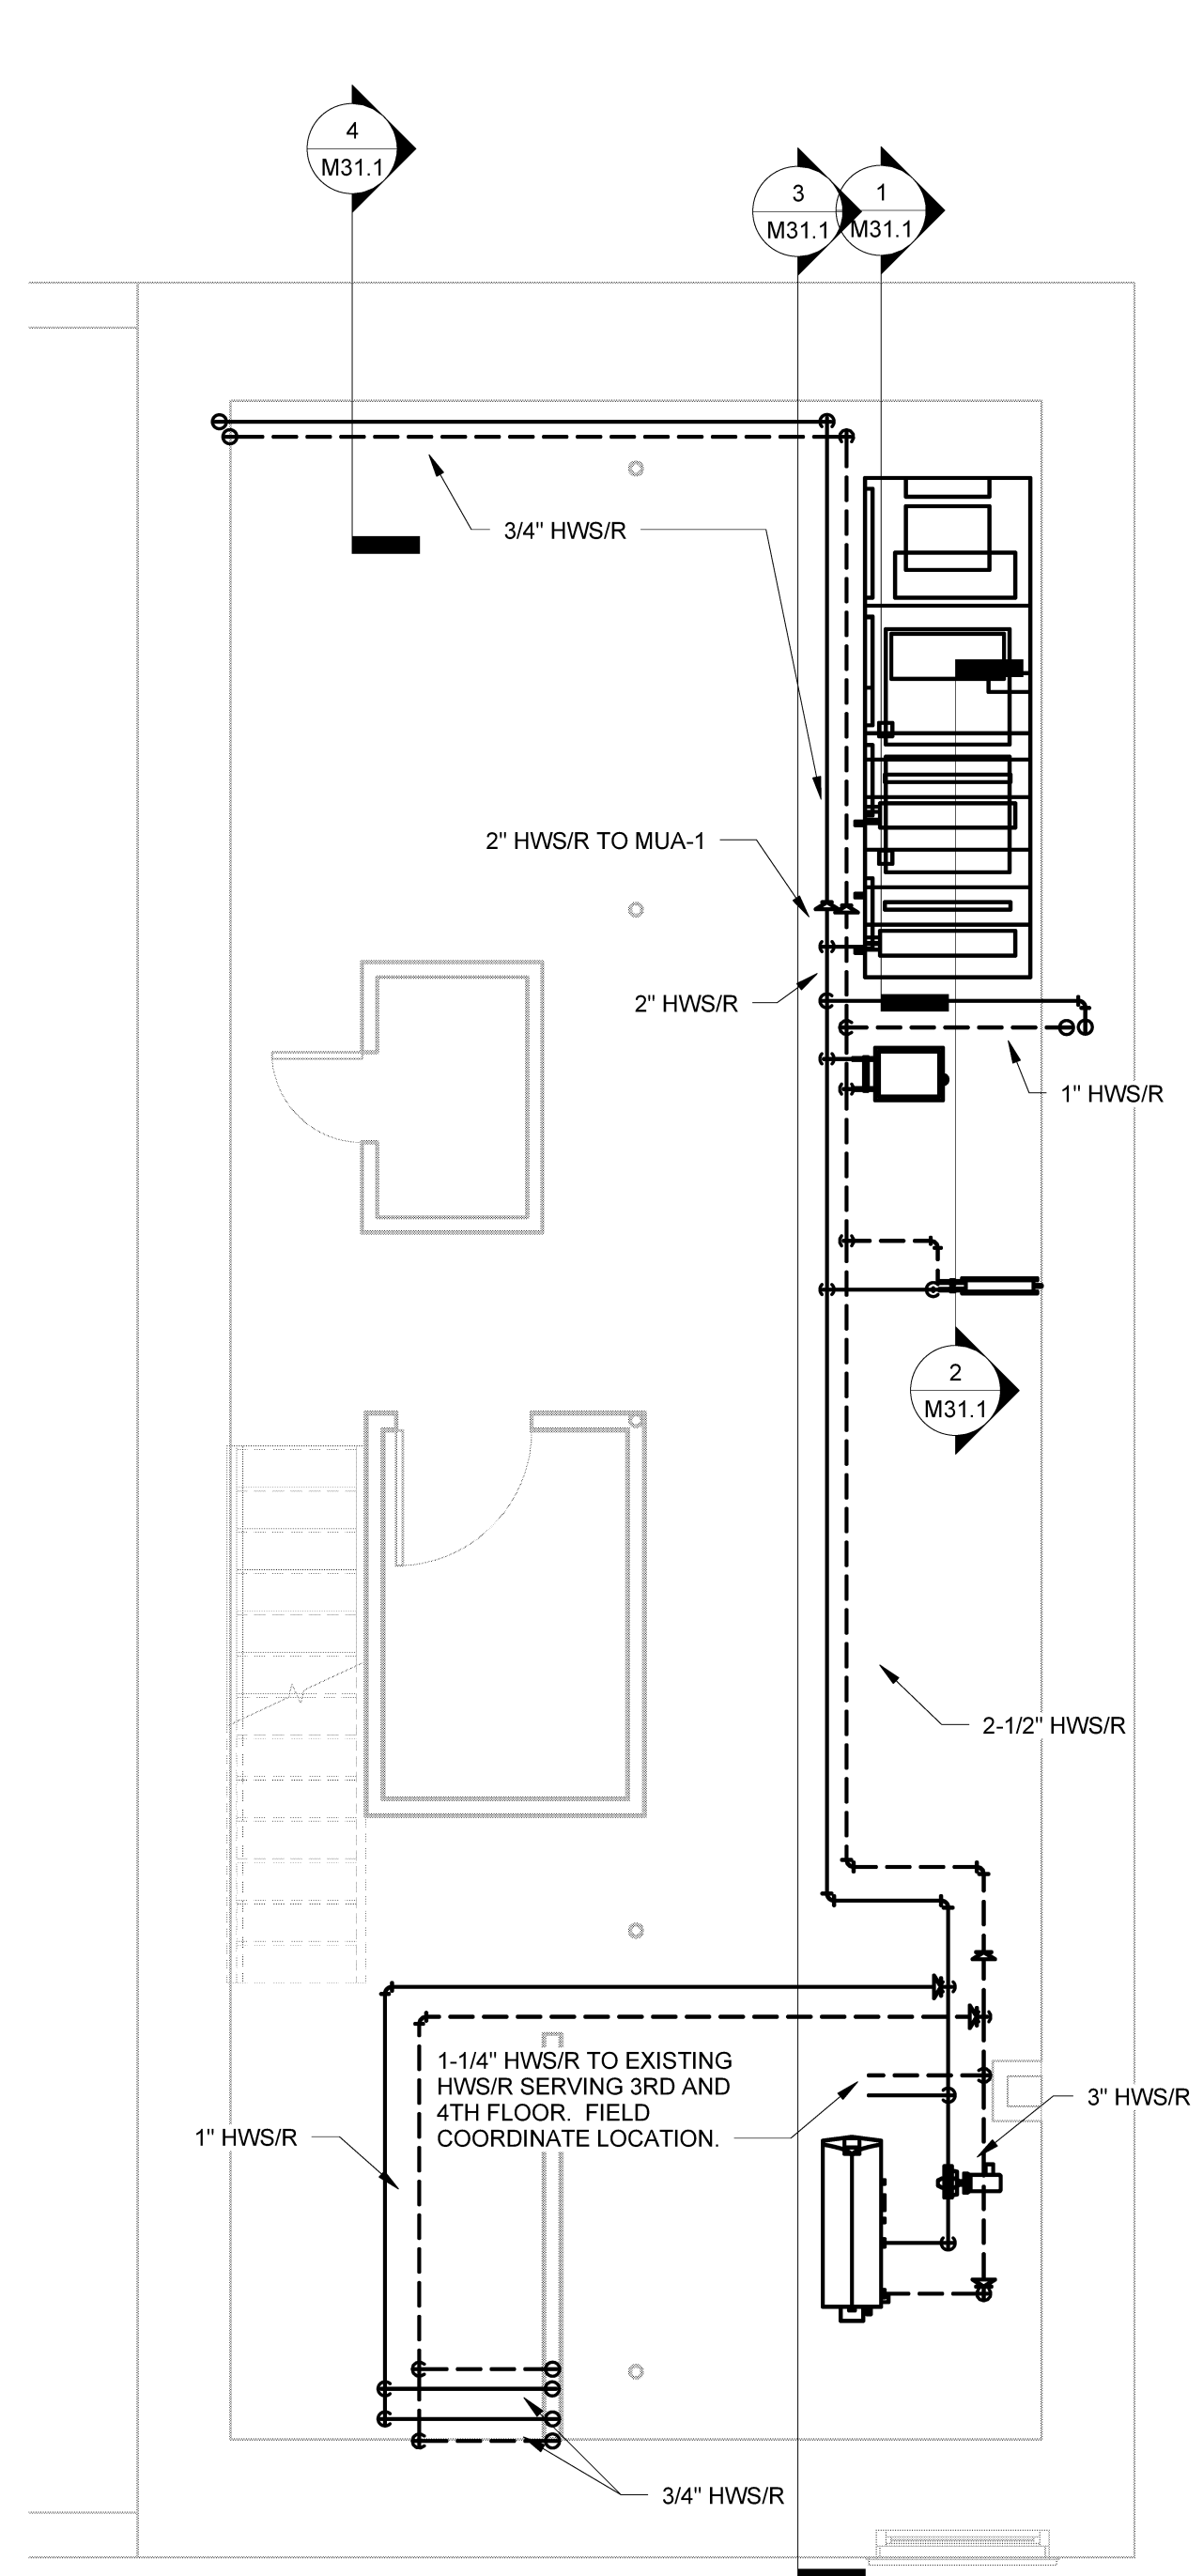 4
M31.1
3
M31.1
1
M31.1
3/4" HWS/R
2" HWS/R TO MUA-1
2" HWS/R
1" HWS/R
2
M31.1
2-1/2" HWS/R
1-1/4" HWS/R TO EXISTING
HWS/R SERVING 3RD AND
4TH FLOOR. FIELD
COORDINATE LOCATION.
3" HWS/R
1" HWS/R
3/4" HWS/R